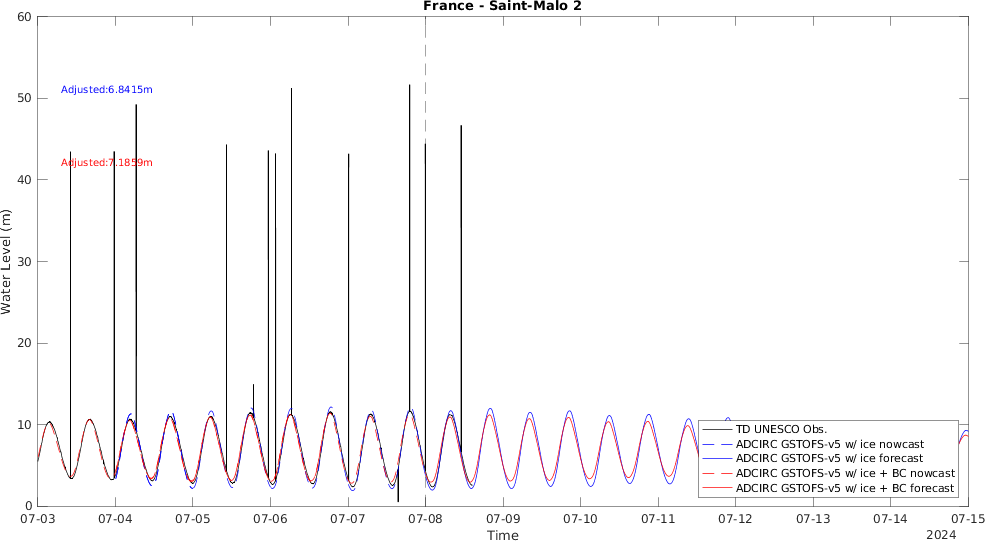 France - Saint-Malo 2
60
50
40
30
20
10
0
Water Level (m)
Adjusted:6.8415m
Adjusted:7.1859m
TD UNESCO Obs.
ADCIRC GSTOFS-v5 w/ ice nowcast
ADCIRC GSTOFS-v5 w/ ice forecast
ADCIRC GSTOFS-v5 w/ ice + BC nowcast
ADCIRC GSTOFS-v5 w/ ice + BC forecast
07-03 07-04 07-05 07-06 07-07 07-08 07-09 07-10 07-11 07-12 07-13 07-14 07-15
Time
2024